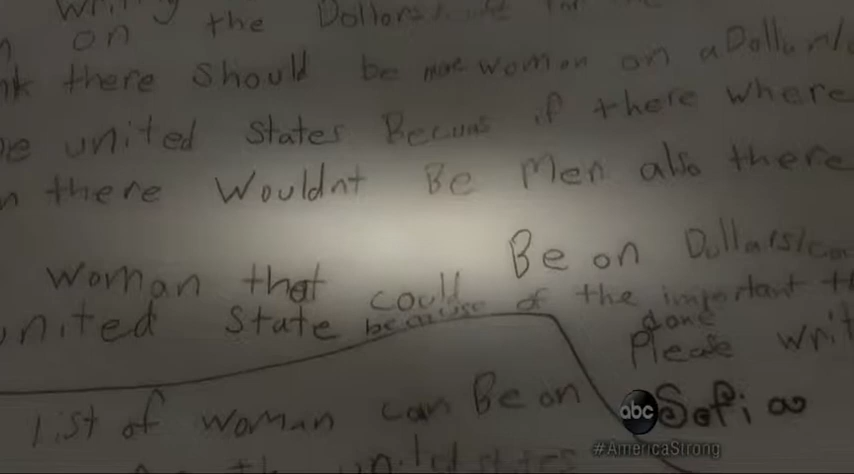 Writing the Dollars
on
there should be more woman on a Dollar
united States Becuas if there where
there Wouldnt Be Men also there
Woman that could Be on Dollars/
united State because of the important
done
Please writ
List of woman can Be on
Sofia
abc
#AmericaStrong